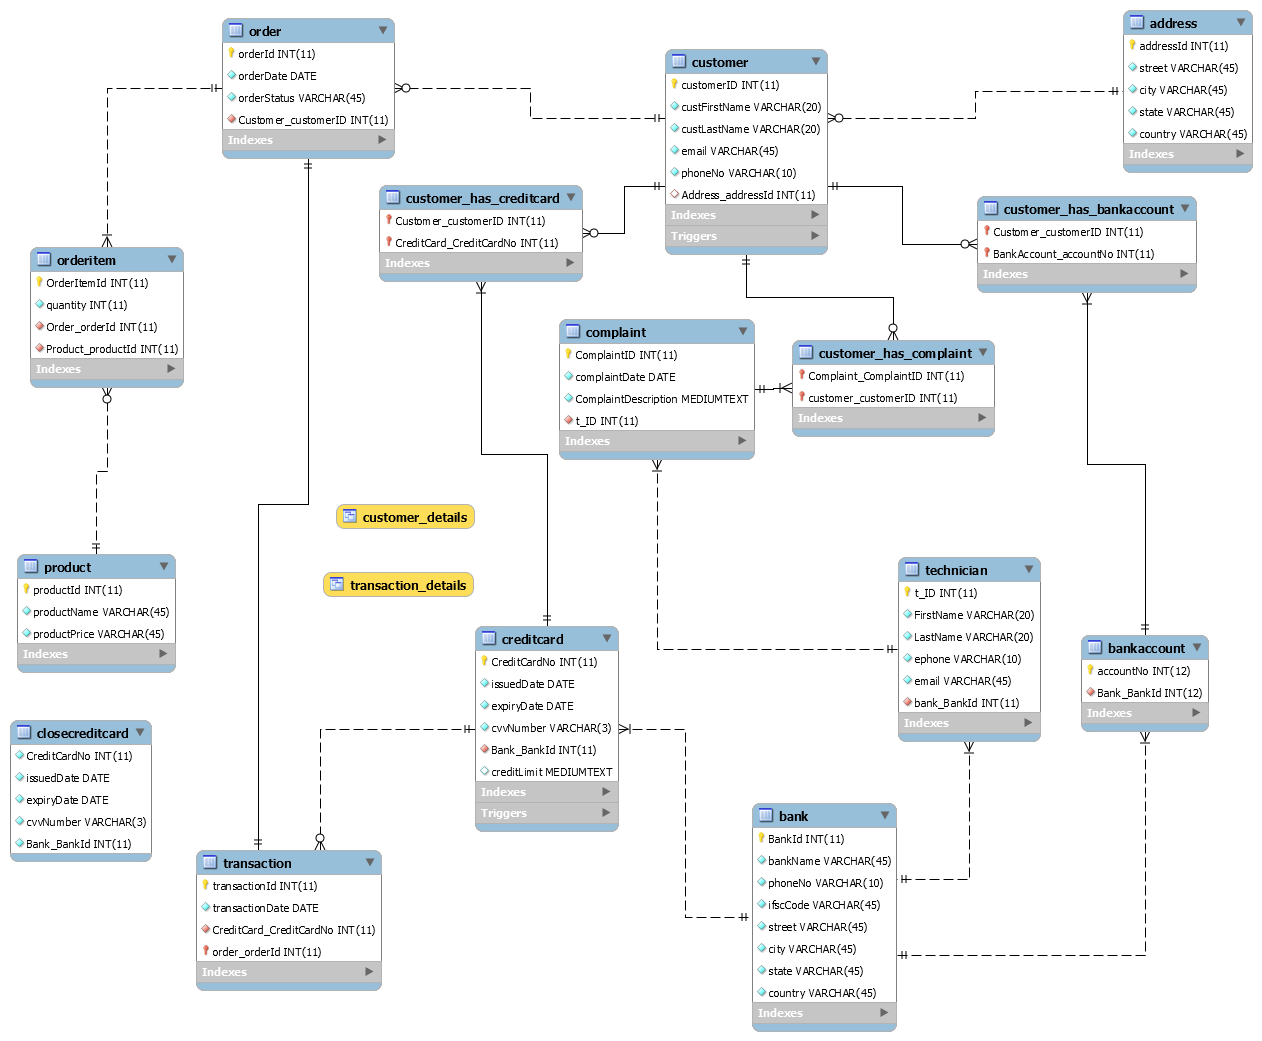 order
orderId INT(11)
orderDate DATE
orderStatus VARCHAR(45)
Customer_customerID INT(11)
Indexes
customer
customerID INT(11)
custFirstName VARCHAR(20)
custLastName VARCHAR(20)
email VARCHAR(45)
phoneNo VARCHAR(10)
Address_addressId INT(11)
Indexes
Triggers
address
addressId INT(11)
street VARCHAR(45)
city VARCHAR(45)
state VARCHAR(45)
country VARCHAR(45)
Indexes
customer_has_creditcard
Customer_customerID INT(11)
CreditCard_CreditCardNo INT(11)
Indexes
customer_has_bankaccount
Customer_customerID INT(11)
BankAccount_accountNo INT(11)
Indexes
orderitem
OrderItemId INT(11)
quantity INT(11)
Order_orderId INT(11)
Product_productId INT(11)
Indexes
complaint
ComplaintID INT(11)
complaintDate DATE
ComplaintDescription MEDIUMTEXT
t_ID INT(11)
Indexes
customer_has_complaint
Complaint_ComplaintID INT(11)
customer_customerID INT(11)
Indexes
customer_details
transaction_details
product
productId INT(11)
productName VARCHAR(45)
productPrice VARCHAR(45)
Indexes
technician
t_ID INT(11)
FirstName VARCHAR(20)
LastName VARCHAR(20)
ephone VARCHAR(10)
email VARCHAR(45)
bank_BankId INT(11)
Indexes
creditcard
CreditCardNo INT(11)
issuedDate DATE
expiryDate DATE
cvvNumber VARCHAR(3)
Bank_BankId INT(11)
creditLimit MEDIUMTEXT
Indexes
Triggers
bankaccount
accountNo INT(12)
Bank_BankId INT(12)
Indexes
closecreditcard
CreditCardNo INT(11)
issuedDate DATE
expiryDate DATE
cvvNumber VARCHAR(3)
Bank_BankId INT(11)
bank
BankId INT(11)
bankName VARCHAR(45)
phoneNo VARCHAR(10)
ifscCode VARCHAR(45)
street VARCHAR(45)
city VARCHAR(45)
state VARCHAR(45)
country VARCHAR(45)
Indexes
transaction
transactionId INT(11)
transactionDate DATE
CreditCard_CreditCardNo INT(11)
order_orderId INT(11)
Indexes